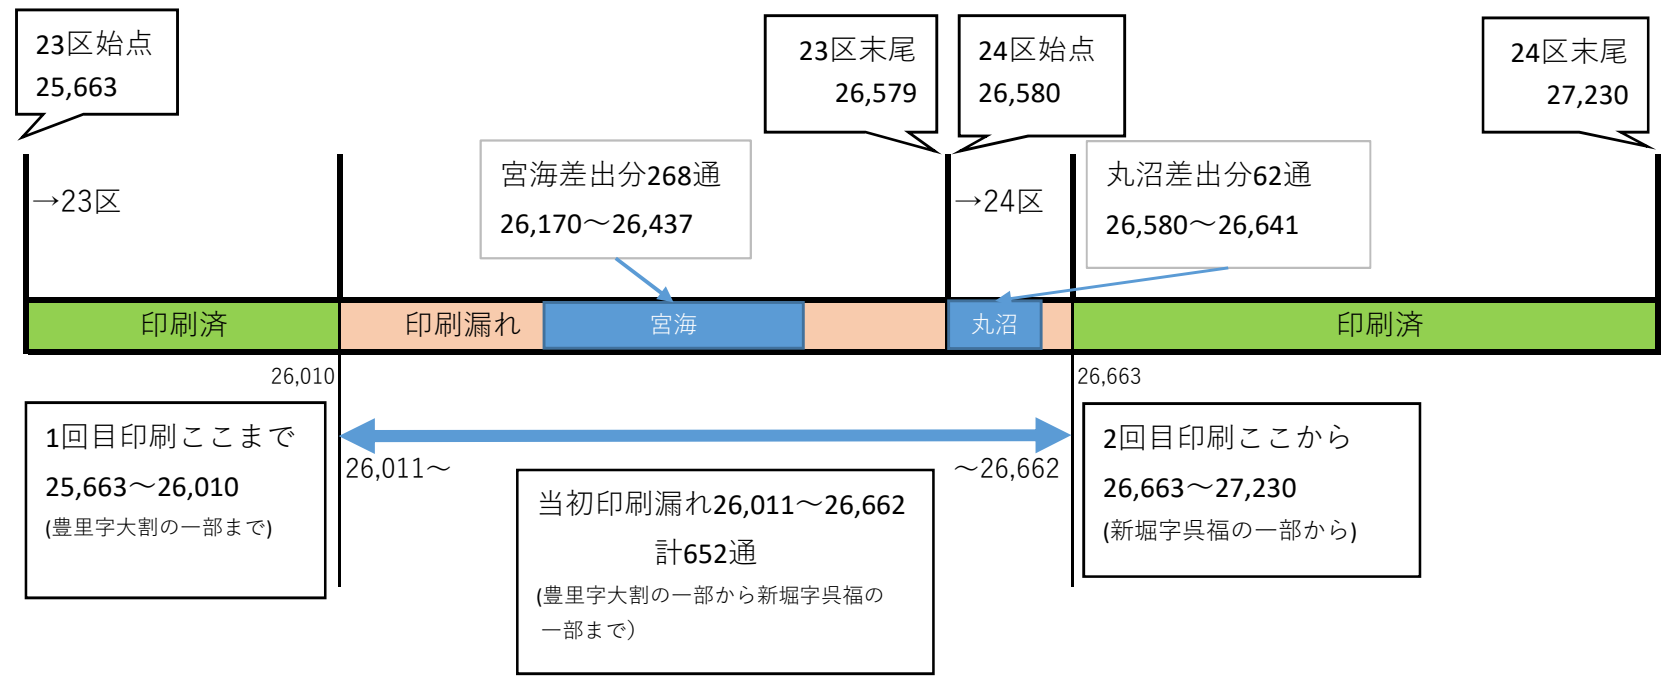 23区始点
25,663
23区末尾
26,579
24区始点
26,580
24区末尾
27,230
→23区
宮海差出分268通
26,170～26,437
→24区
丸沼差出分62通
26,580～26,641
印刷済
印刷漏れ
宮海
丸沼
印刷済
26,010
26,663
1回目印刷ここまで
25,663～26,010
(豊里字大割の一部まで)
26,011～
～26,662
当初印刷漏れ26,011～26,662
計652通
(豊里字大割の一部から新堀字呉福の
一部まで）
2回目印刷ここから
26,663～27,230
(新堀字呉福の一部から)